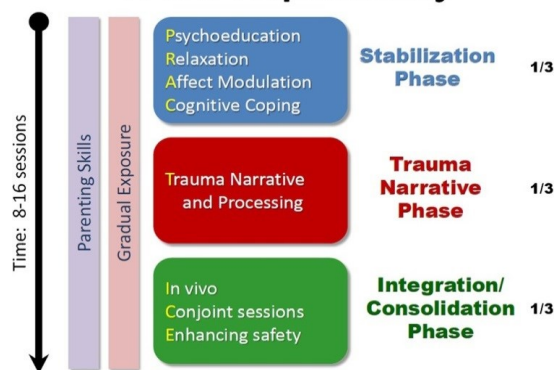 Time: 8-16 sessions
Parenting Skills
Gradual Exposure
Psychoeducation
Relaxation
Affect Modulation
Cognitive Coping
Stabilization
Phase
1/3
Trauma Narrative
and Processing
Trauma
Narrative
Phase
1/3
In vivo
Conjoint sessions
Enhancing safety
Integration/
Consolidation
Phase
1/3